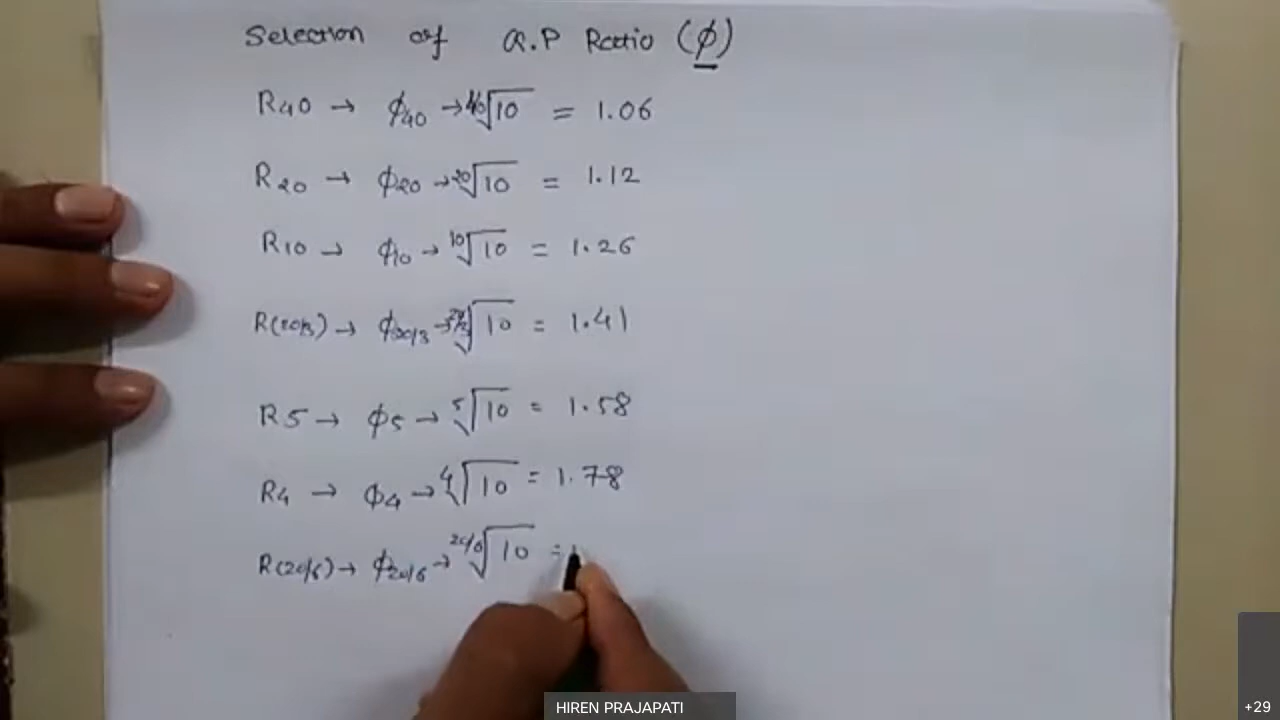 Selection of G.P Ratio (ϕ)
R40 → ϕ40 → ⁴⁰√10 = 1.06
R20 → ϕ20 → ²⁰√10 = 1.12
R10 → ϕ10 → ¹⁰√10 = 1.26
R(20/3) → ϕ20/3 → ²⁰/³√10 = 1.41
R5 → ϕ5 → ⁵√10 = 1.58
R4 → ϕ4 → ⁴√10 = 1.78
R(20/6) → ϕ20/6 → ²⁰/⁶√10 =
HIREN PRAJAPATI
+29